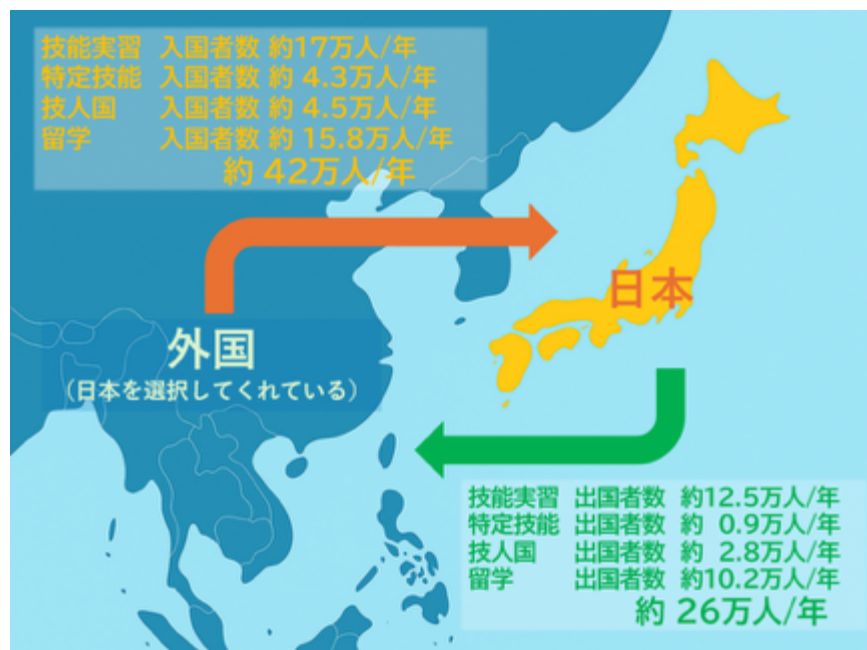 技能実習 入国者数 約17万人/年
特定技能 入国者数 約 4.3万人/年
技人国 入国者数 約 4.5万人/年
留学 入国者数 約 15.8万人/年
約 42万人/年
日本
外国
（日本を選択してくれている）
技能実習 出国者数 約12.5万人/年
特定技能 出国者数 約 0.9万人/年
技人国 出国者数 約 2.8万人/年
留学 出国者数 約10.2万人/年
約 26万人/年